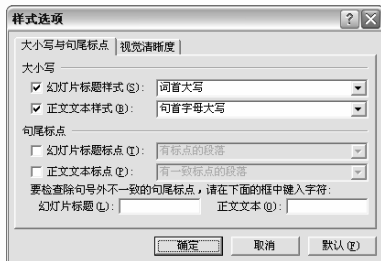 样式选项
大小写与句尾标点 视觉清晰度
大小写
幻灯片标题样式(S): 词首大写
正文文本样式(B): 句首字母大写
句尾标点
幻灯片标题标点(T): 有标点的段落
正文文本标点(P): 有一致标点的段落
要检查除句号外不一致的句尾标点，请在下面的框中键入字符:
幻灯片标题(L): 正文文本(O):
确定 取消 默认(F)